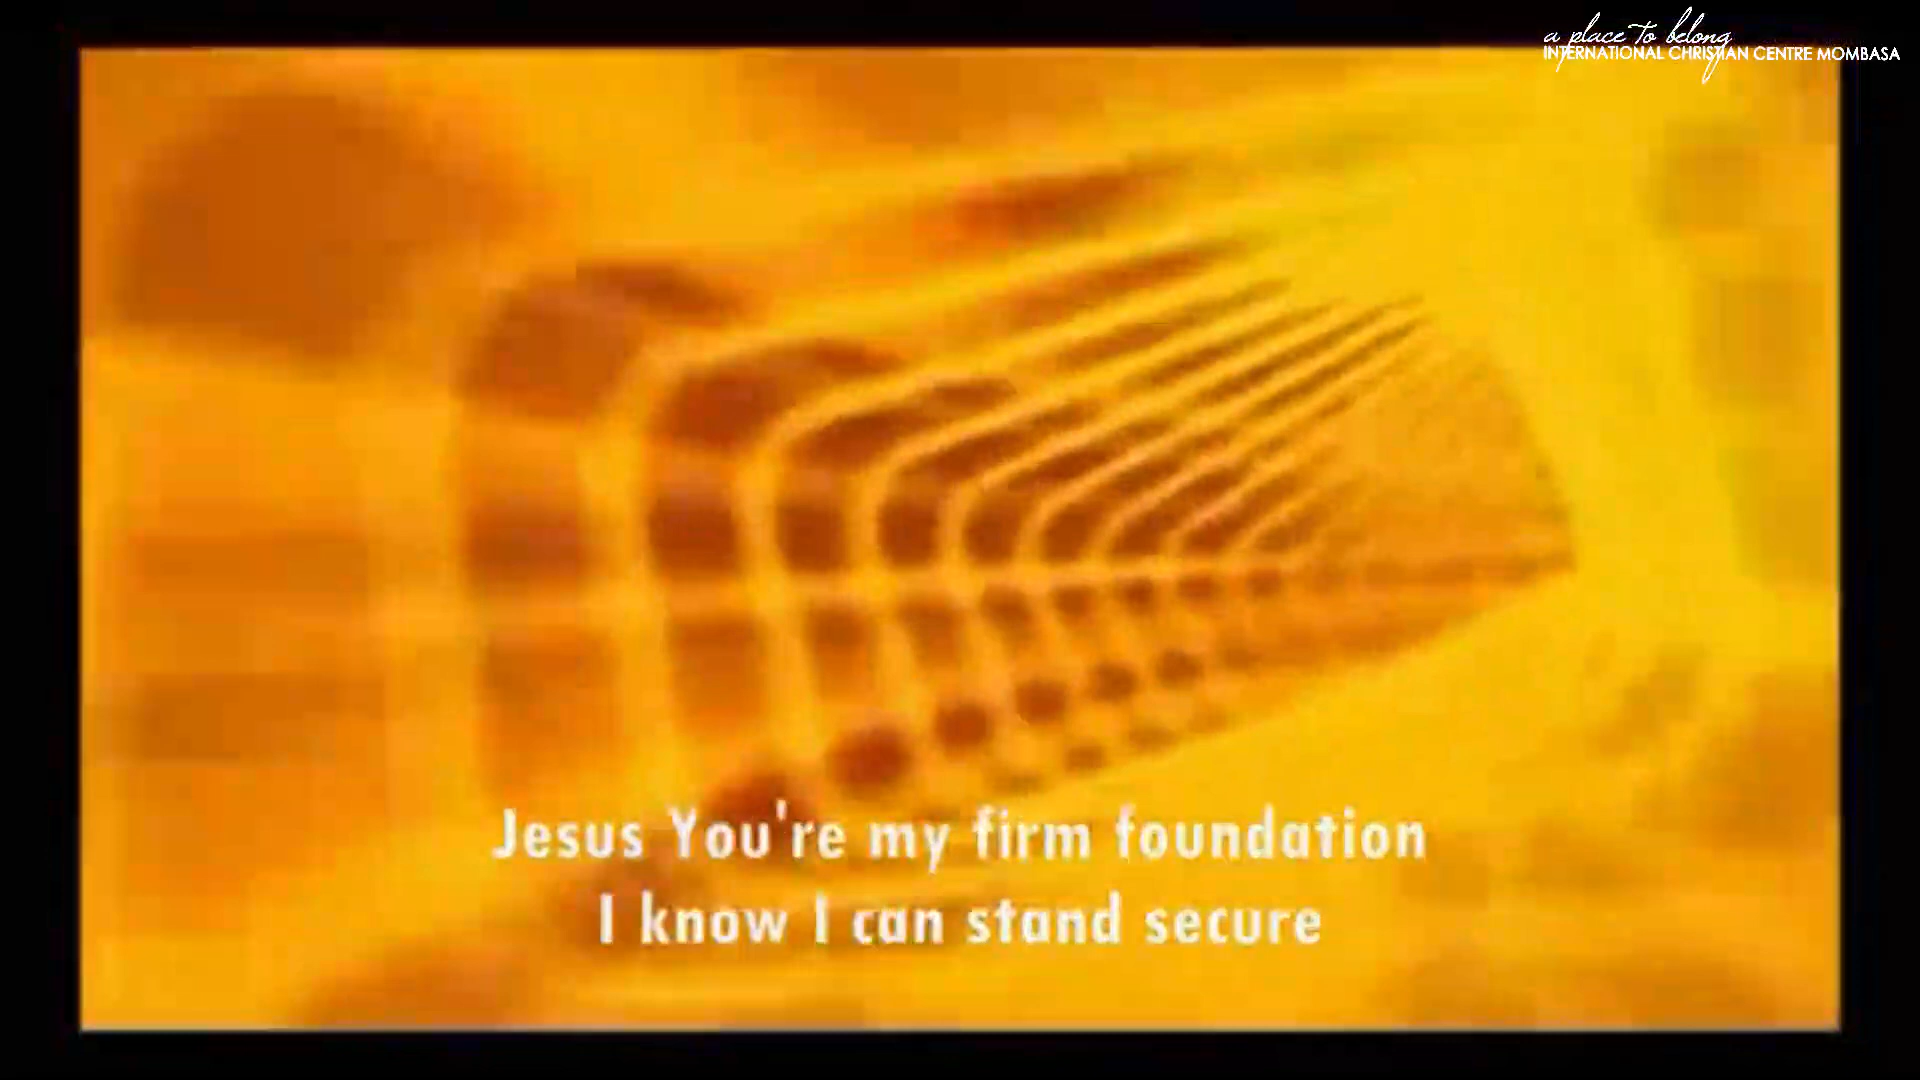 a place to belong
INTERNATIONAL CHRISTIAN CENTRE MOMBASA
Jesus You're my firm foundation
I know I can stand secure